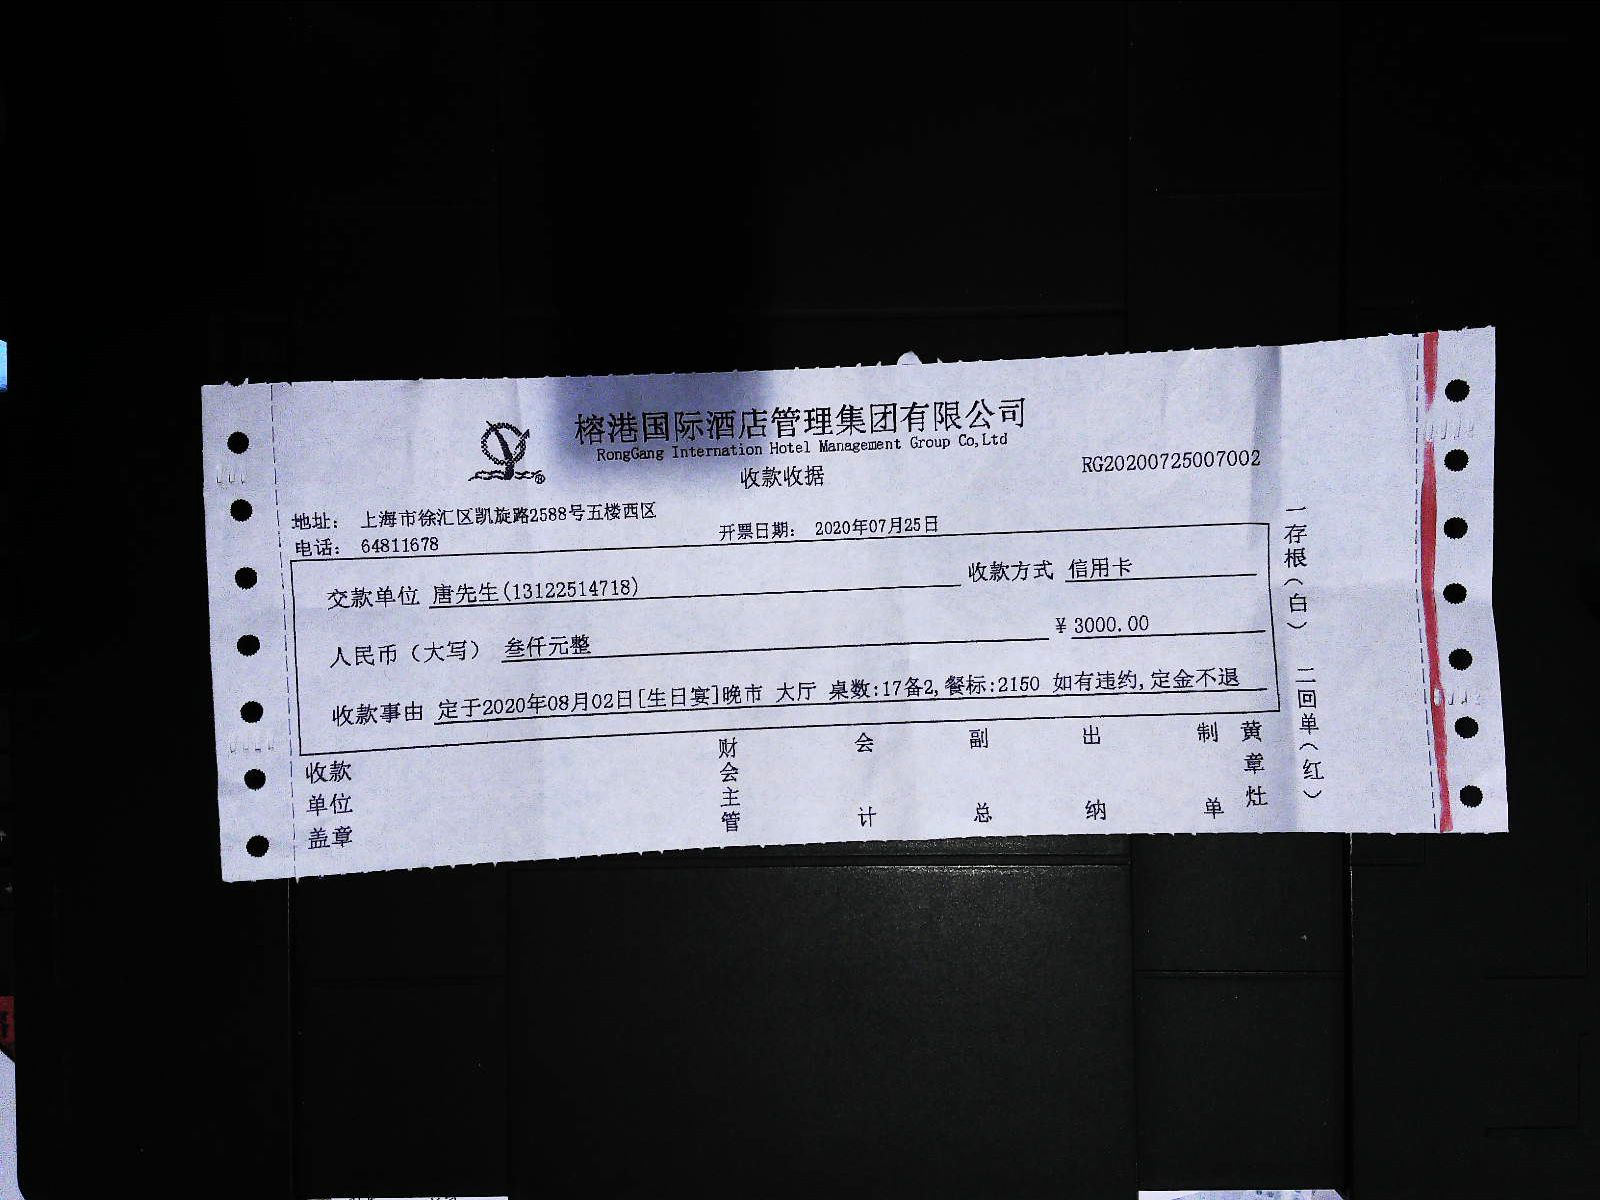 榕港国际酒店管理集团有限公司
RongGang Internation Hotel Management Group Co,Ltd
收款收据
RG20200725007002
地址： 上海市徐汇区凯旋路2588号五楼西区
电话： 64811678
开票日期： 2020年07月25日
交款单位 唐先生(13122514718)
收款方式 信用卡
人民币（大写） 叁仟元整
¥ 3000.00
收款事由 定于2020年08月02日[生日宴]晚市 大厅 桌数:17备2,餐标:2150 如有违约,定金不退
收款单位盖章
财会主管
会计
副总
出纳
制单
黄章灶
一存根（白） 二回单（红）